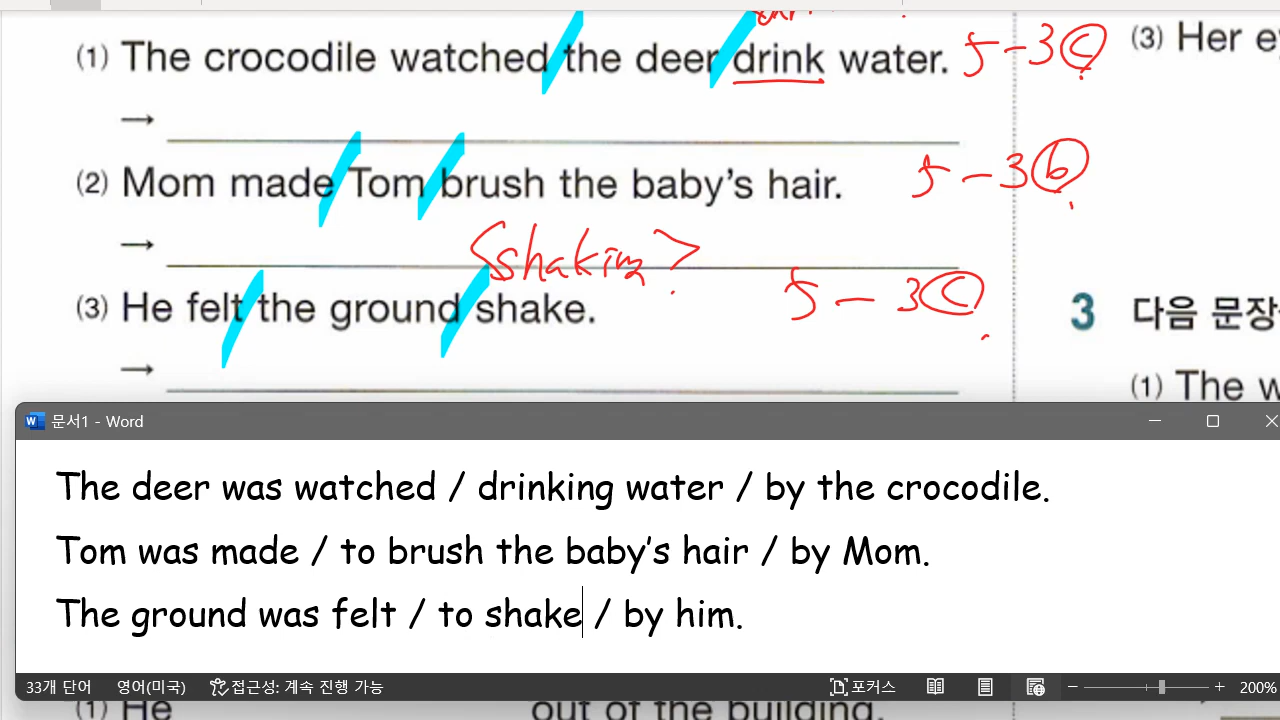 (1) The crocodile watched the deer drink water. 5-3ⓒ
→
(2) Mom made Tom brush the baby's hair. 5-3ⓑ
→
<shaking>
(3) He felt the ground shake. 5-3ⓒ
→
(3) Her e
3 다음 문장
(1) The w
문서1 - Word
The deer was watched / drinking water / by the crocodile.
Tom was made / to brush the baby's hair / by Mom.
The ground was felt / to shake / by him.
33개 단어 영어(미국) 접근성: 계속 진행 가능 포커스 200%
(1) He out of the building.